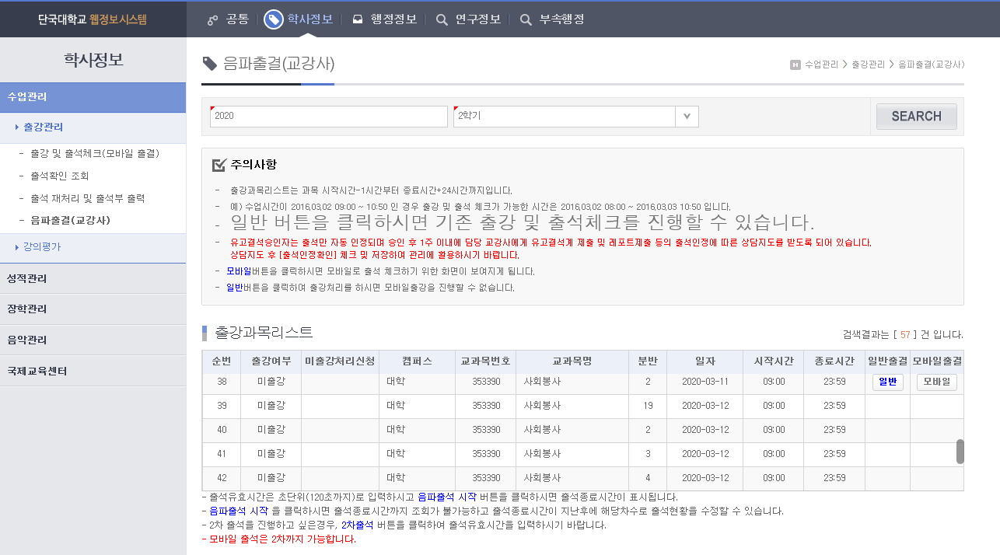 단국대학교 웹정보시스템
공통 학사정보 행정정보 연구정보 부속행정
학사정보
수업관리
출강관리
- 출강 및 출석체크(모바일 출결)
- 출석확인 조회
- 출석 재처리 및 출석부 출력
- 음파출결(교강사)
강의평가
성적관리
장학관리
음악관리
국제교육센터
음파출결(교강사)
H 수업관리 > 출강관리 > 음파출결(교강사)
2020 2학기 SEARCH
주의사항
- 출강과목리스트는 과목 시작시간-1시간부터 종료시간+24시간까지입니다.
- 예) 수업시간이 2016.03.02 09:00 ~ 10:50 인 경우 출강 및 출석 체크가 가능한 시간은 2016.03.02 08:00 ~ 2016.03.03 10:50 입니다.
- 일반 버튼을 클릭하시면 기존 출강 및 출석체크를 진행할 수 있습니다.
- 유고결석승인자는 출석만 자동 인정되며 승인 후 1주 이내에 담당 교강사에게 유고결석계 제출 및 레포트제출 등의 출석인정에 따른 상담지도를 받도록 되어 있습니다.
상담지도 후 [출석인정확인] 체크 및 저장하여 관리에 활용하시기 바랍니다.
- 모바일버튼을 클릭하시면 모바일로 출석 체크하기 위한 화면이 보여지게 됩니다.
- 일반버튼을 클릭하여 출강처리를 하시면 모바일출강을 진행할 수 없습니다.
출강과목리스트
검색결과는 [ 57 ] 건 입니다.
순번 출강여부 미출강처리신청 캠퍼스 교과목번호 교과목명 분반 일자 시작시간 종료시간 일반출결 모바일출결
38 미출강 대학 353390 사회봉사 2 2020-03-11 09:00 23:59 일반 모바일
39 미출강 대학 353390 사회봉사 19 2020-03-12 09:00 23:59
40 미출강 대학 353390 사회봉사 2 2020-03-12 09:00 23:59
41 미출강 대학 353390 사회봉사 3 2020-03-12 09:00 23:59
42 미출강 대학 353390 사회봉사 4 2020-03-12 09:00 23:59
- 출석유효시간은 초단위(120초까지)로 입력하시고 음파출석 시작 버튼을 클릭하시면 출석종료시간이 표시됩니다.
- 음파출석 시작 을 클릭하시면 출석종료시간까지 조회가 불가능하고 출석종료시간이 지난후에 해당차수로 출석현황을 수정할 수 있습니다.
- 2차 출석을 진행하고 싶은경우, 2차출석 버튼을 클릭하여 출석유효시간을 입력하시기 바랍니다.
- 모바일 출석은 2차까지 가능합니다.